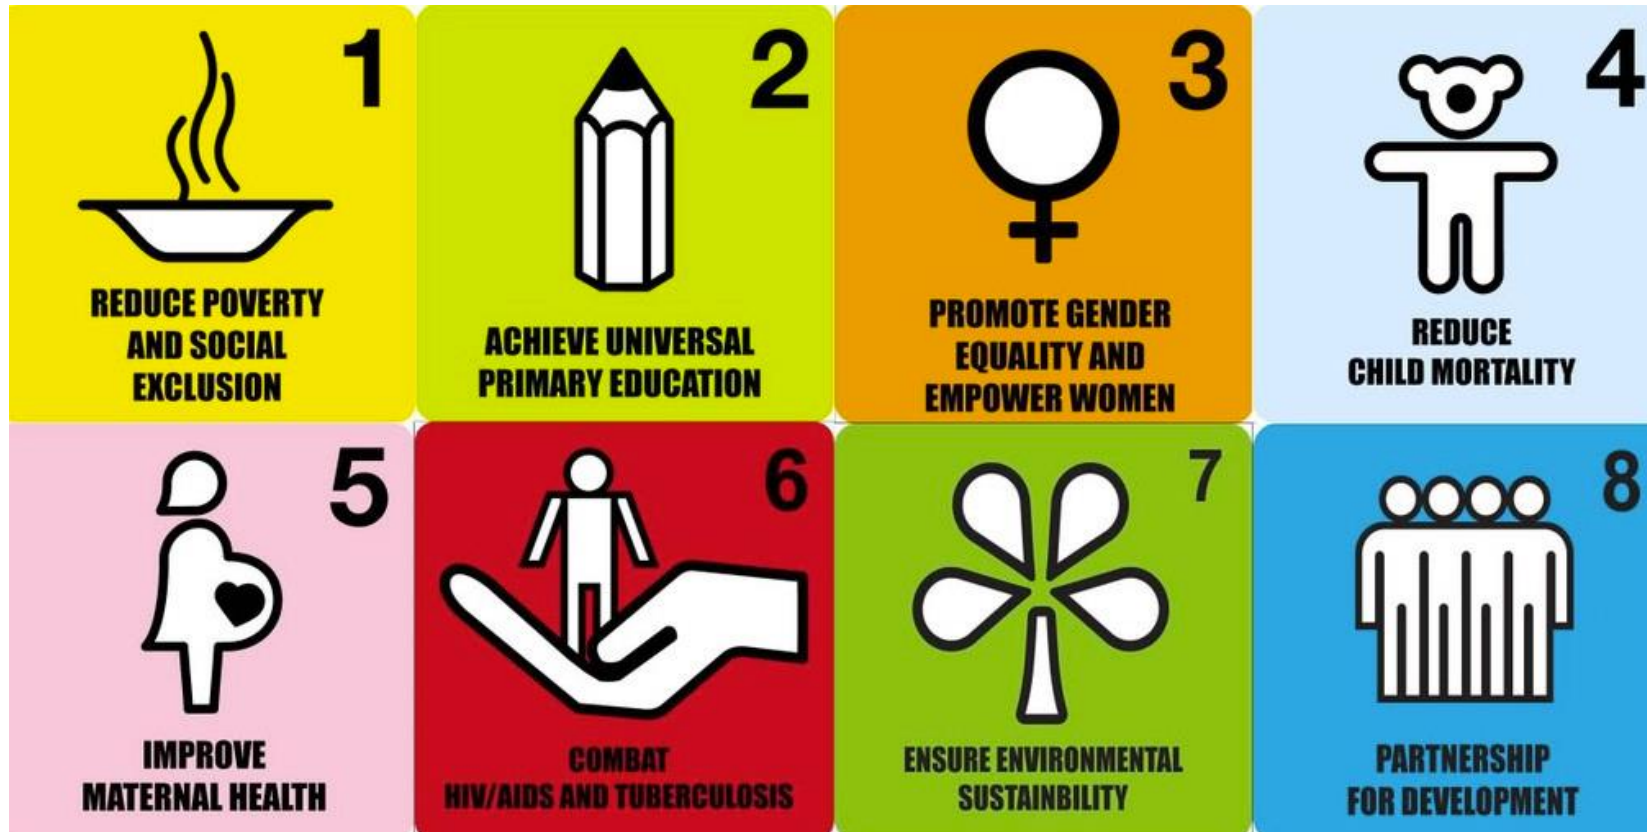 1
REDUCE POVERTY
AND SOCIAL
EXCLUSION
2
ACHIEVE UNIVERSAL
PRIMARY EDUCATION
3
PROMOTE GENDER
EQUALITY AND
EMPOWER WOMEN
4
REDUCE
CHILD MORTALITY
5
IMPROVE
MATERNAL HEALTH
6
COMBAT
HIV/AIDS AND TUBERCULOSIS
7
ENSURE ENVIRONMENTAL
SUSTAINBILITY
8
PARTNERSHIP
FOR DEVELOPMENT